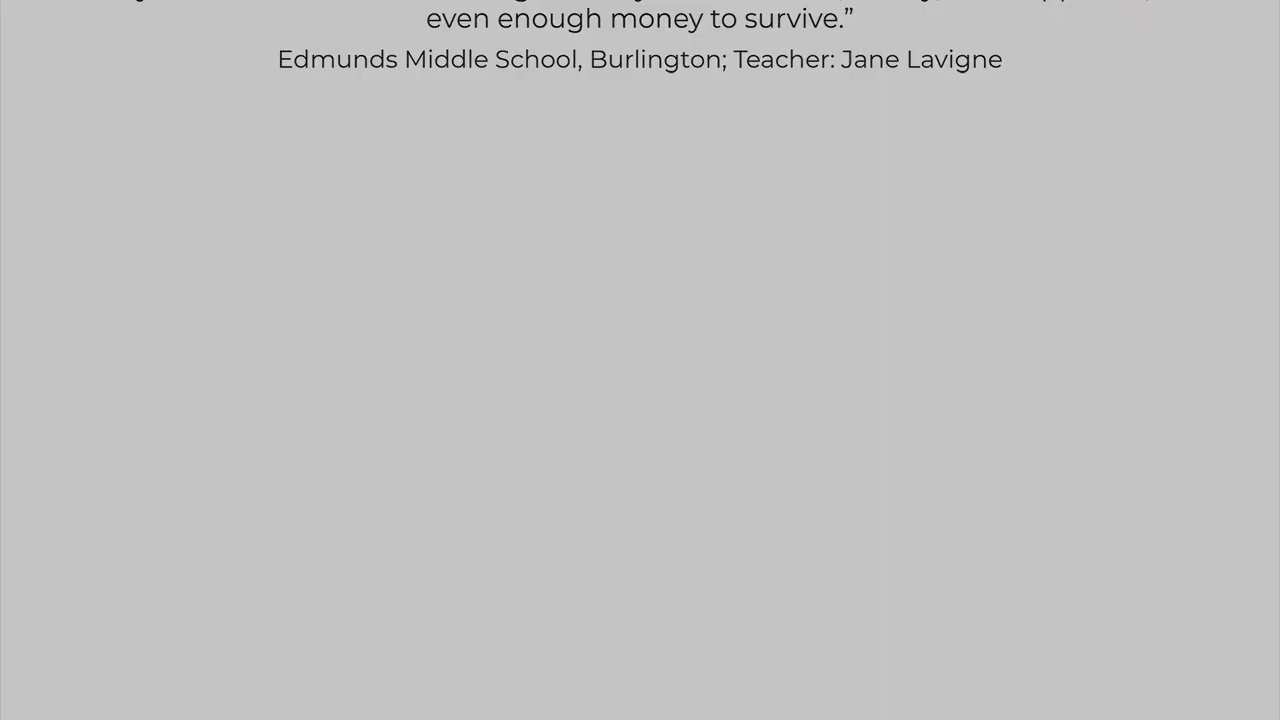 even enough money to survive.”
Edmunds Middle School, Burlington; Teacher: Jane Lavigne